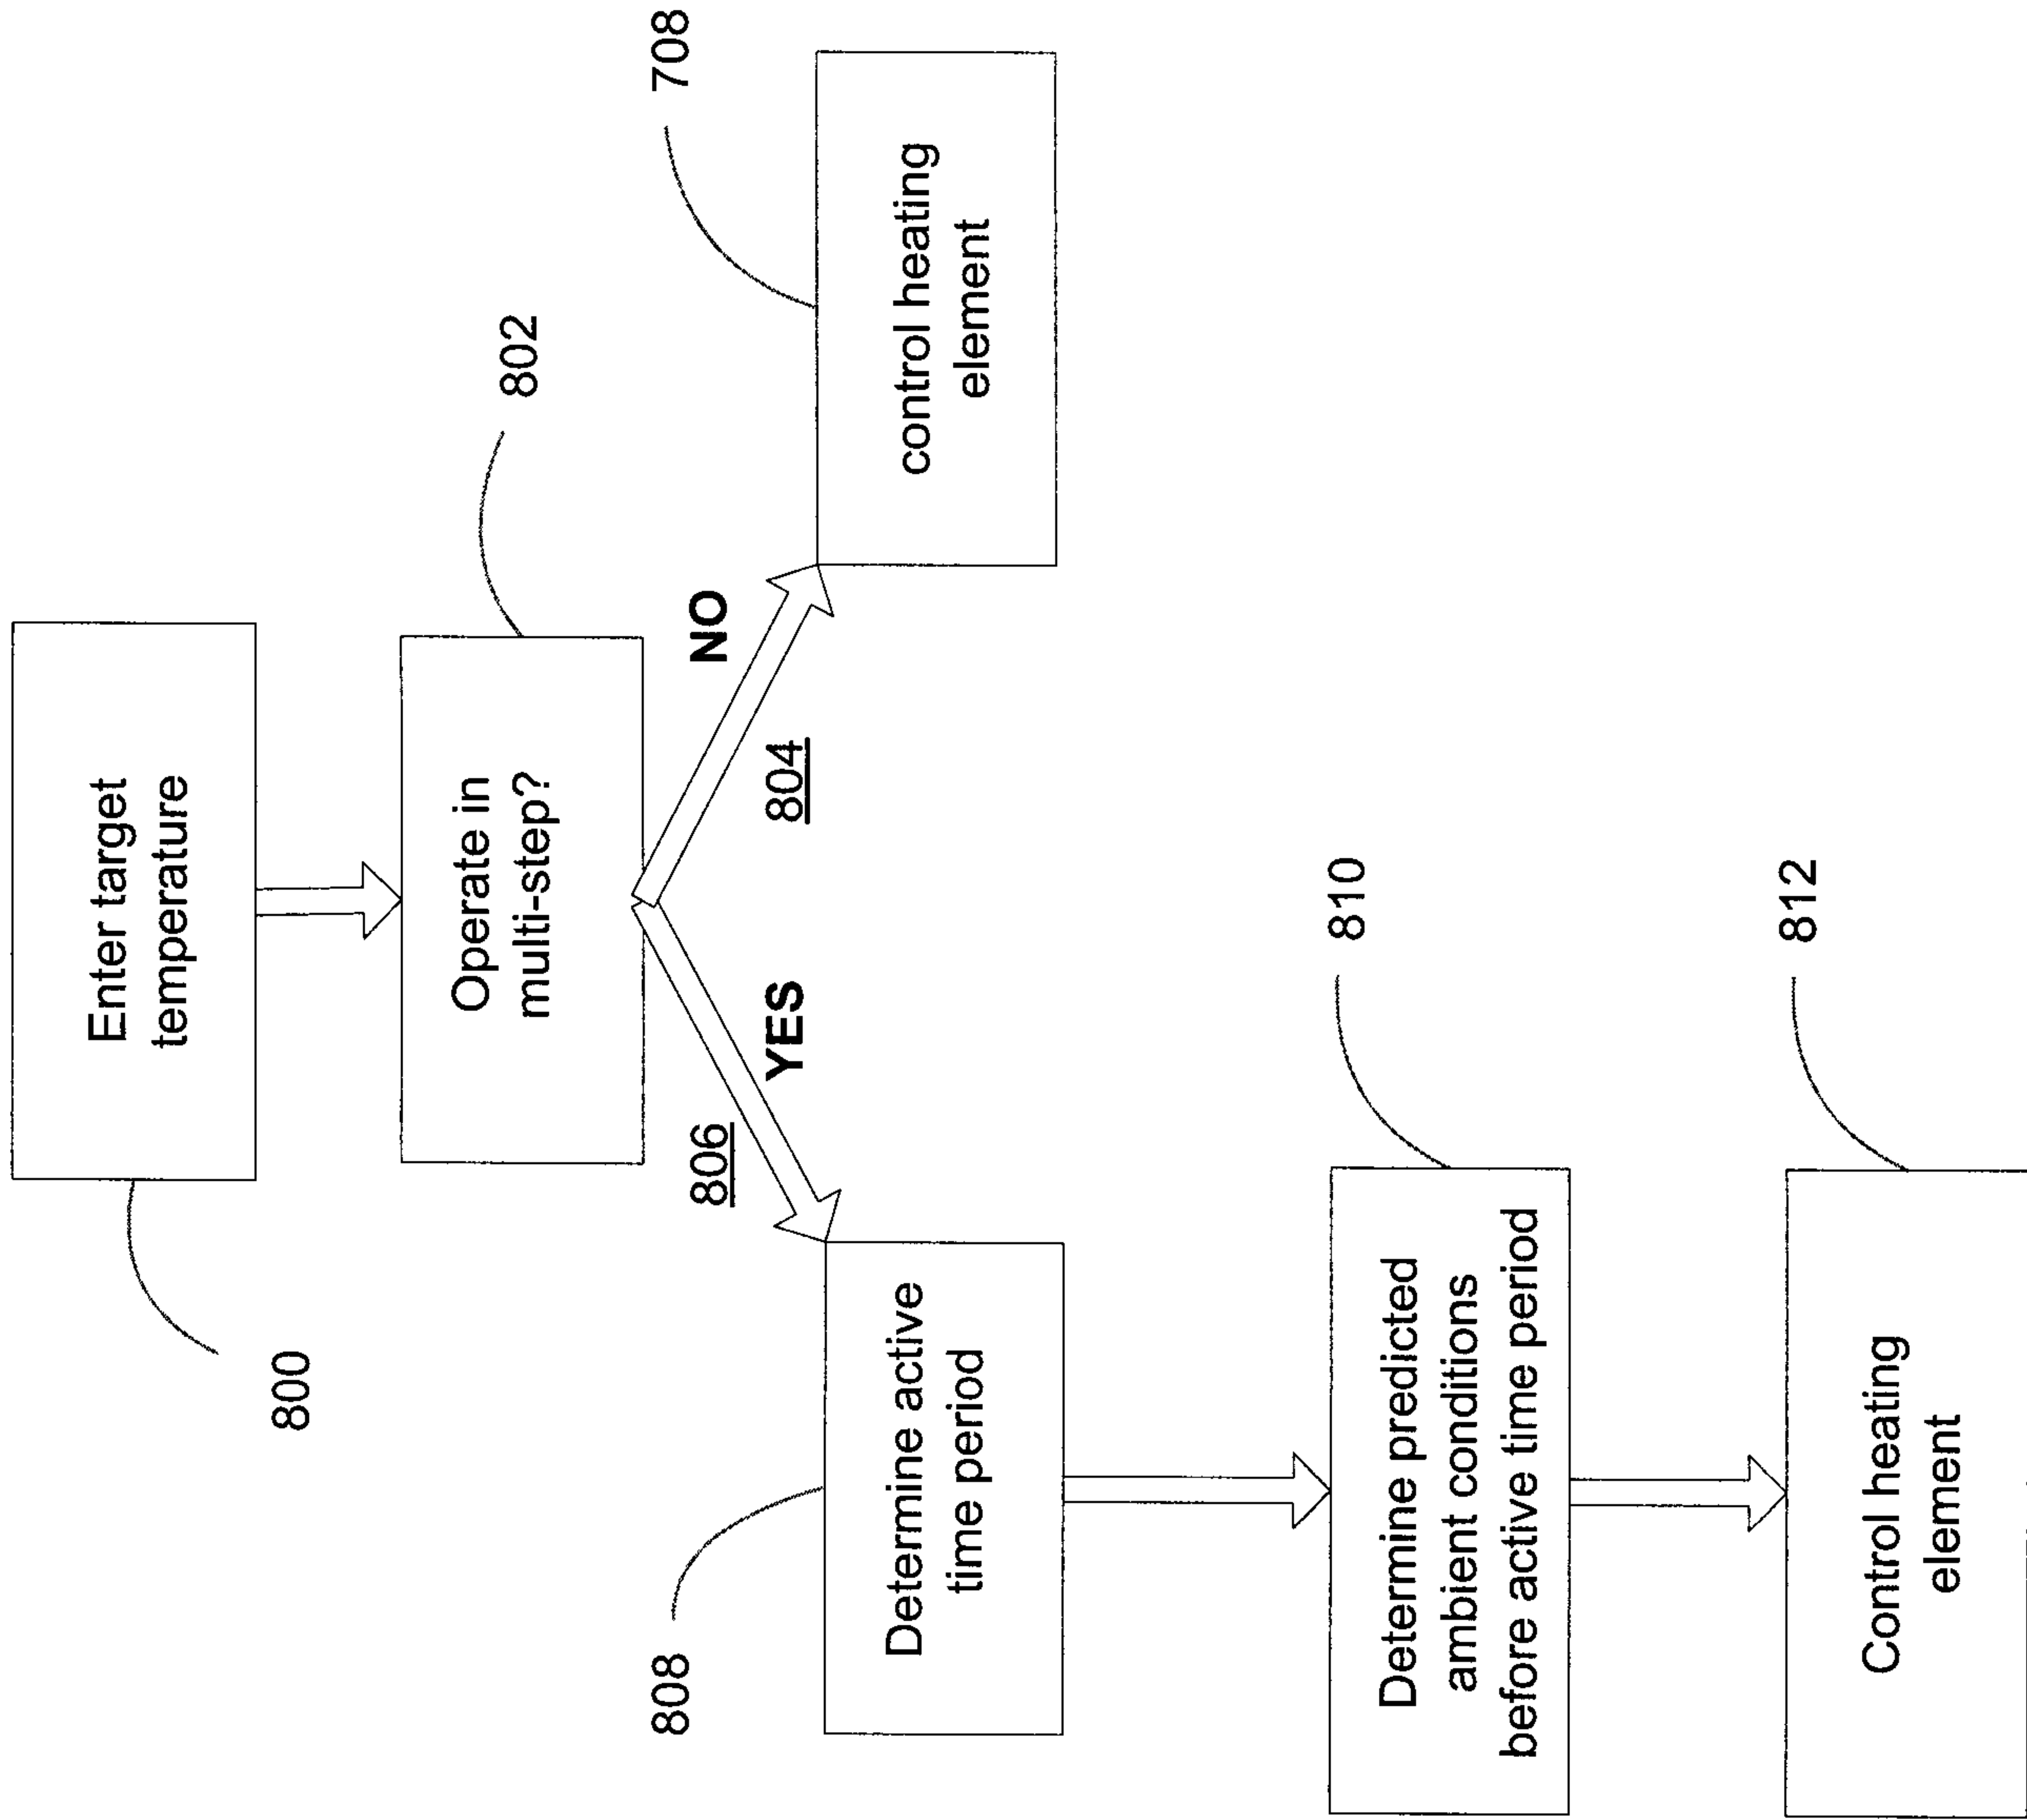 Enter target
temperature
800
Operate in
multi-step?
802
NO
804
708
control heating
element
YES
806
808
Determine active
time period
810
Determine predicted
ambient conditions
before active time period
812
Control heating
element